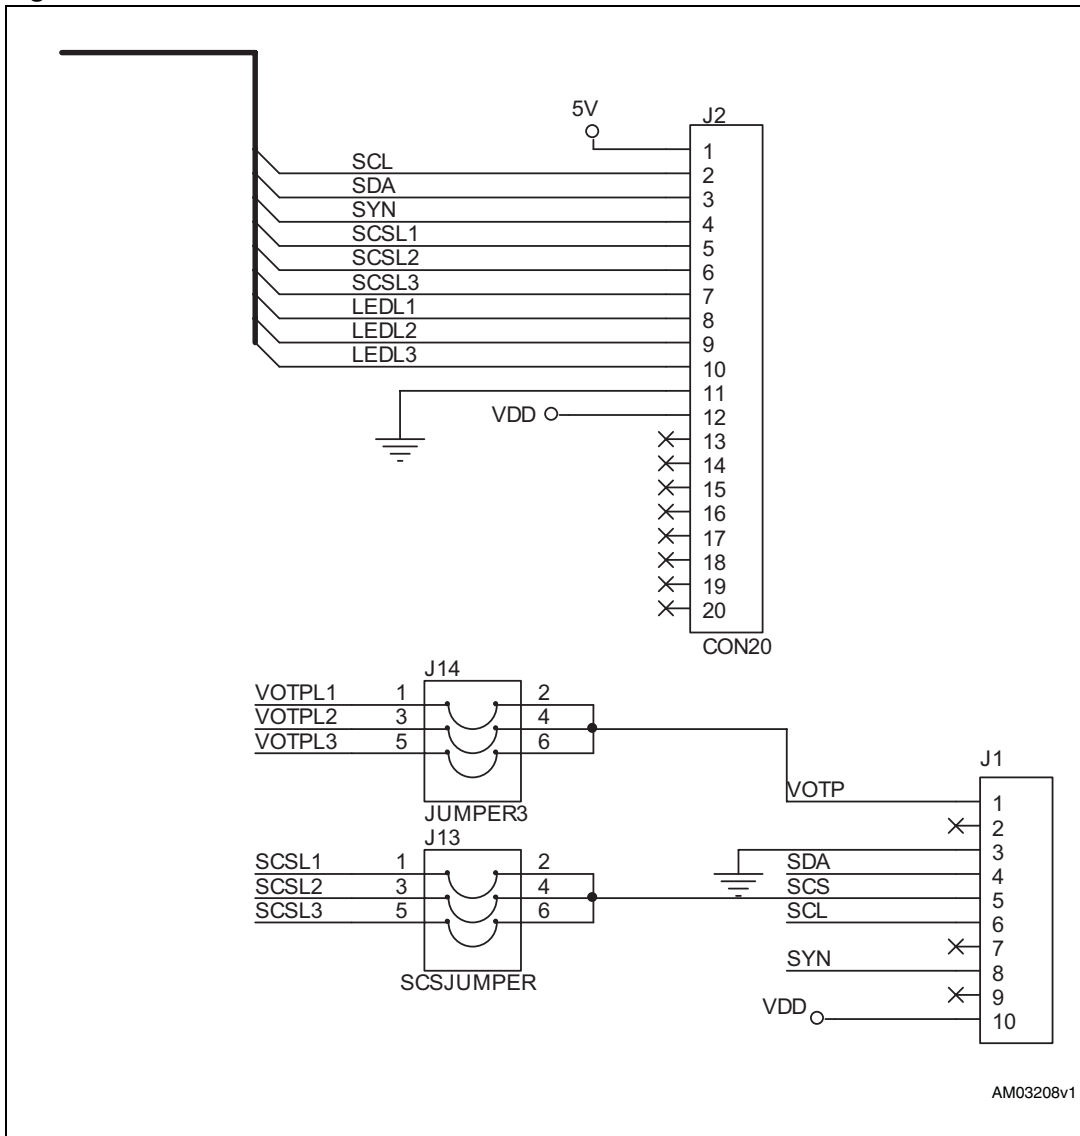 5V
J2
1
SCL
2
SDA
3
SYN
4
SCSL1
5
SCSL2
6
SCSL3
7
LEDL1
8
LEDL2
9
LEDL3
10
11
VDD
12
13
14
15
16
17
18
19
20
CON20
J14
VOTPL1 1 2
VOTPL2 3 4
VOTPL3 5 6
JUMPER3
J13
SCSL1 1 2
SCSL2 3 4
SCSL3 5 6
SCSJUMPER
J1
VOTP
1
2
3
SDA
4
SCS
5
SCL
6
7
SYN
8
9
VDD
10
AM03208v1